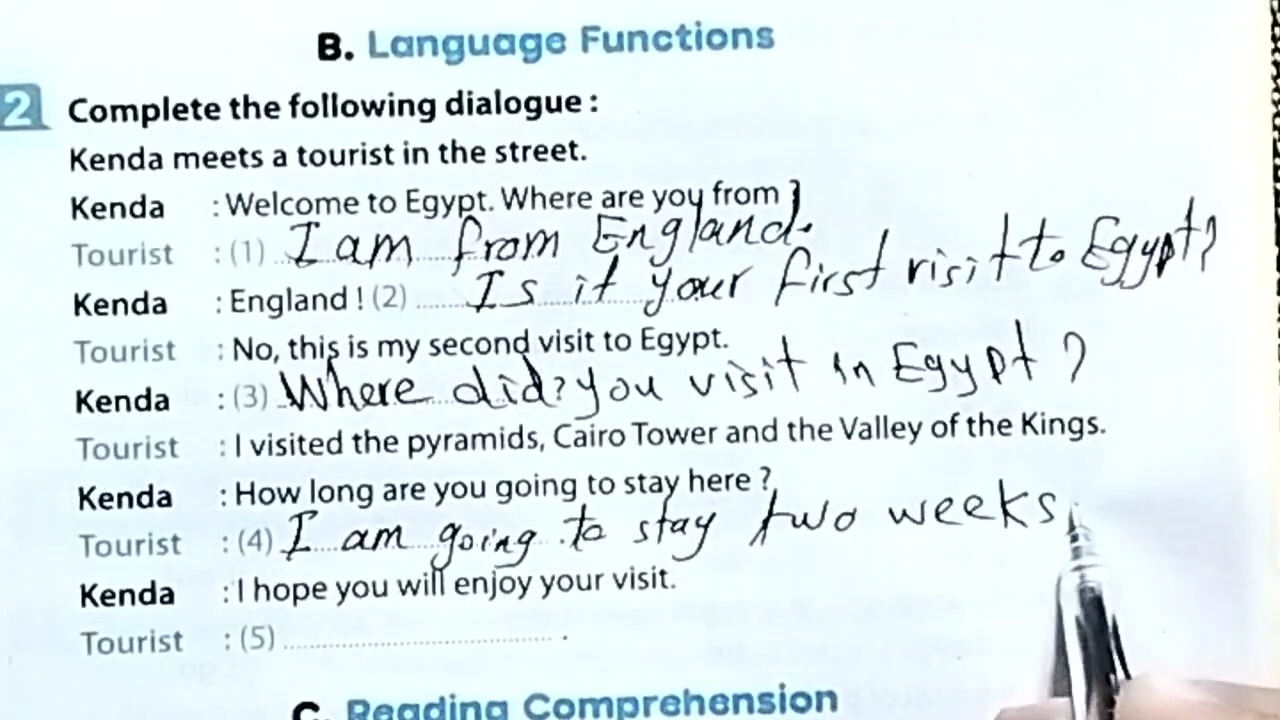 B. Language Functions
2 Complete the following dialogue :
Kenda meets a tourist in the street.
Kenda : Welcome to Egypt. Where are you from ?
Tourist : (1) I am from England.
Kenda : England ! (2) Is it your first visit to Egypt?
Tourist : No, this is my second visit to Egypt.
Kenda : (3) Where did you visit in Egypt ?
Tourist : I visited the pyramids, Cairo Tower and the Valley of the Kings.
Kenda : How long are you going to stay here ?
Tourist : (4) I am going to stay two weeks
Kenda : I hope you will enjoy your visit.
Tourist : (5) .
C. Reading Comprehension